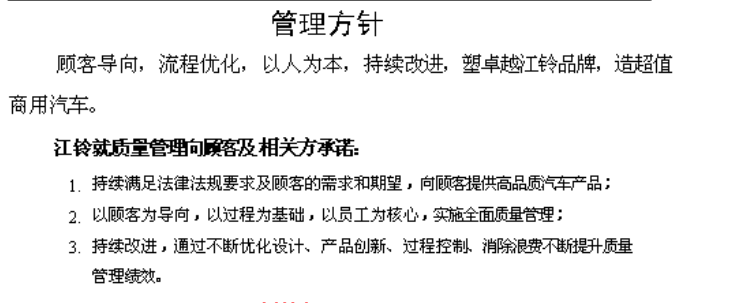 管理方针
顾客导向，流程优化，以人为本，持续改进，塑卓越江铃品牌，造超值
商用汽车。
江铃就质量管理向顾客及相关方承诺:
1. 持续满足法律法规要求及顾客的需求和期望，向顾客提供高品质汽车产品；
2. 以顾客为导向，以过程为基础，以员工为核心，实施全面质量管理；
3. 持续改进，通过不断优化设计、产品创新、过程控制、消除浪费不断提升质量
管理绩效。